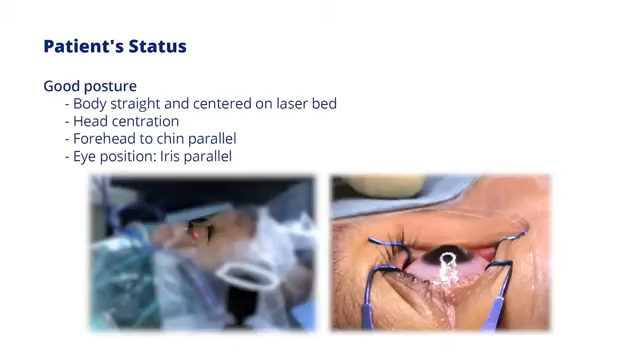 Patient's Status
Good posture
- Body straight and centered on laser bed
- Head centration
- Forehead to chin parallel
- Eye position: Iris parallel